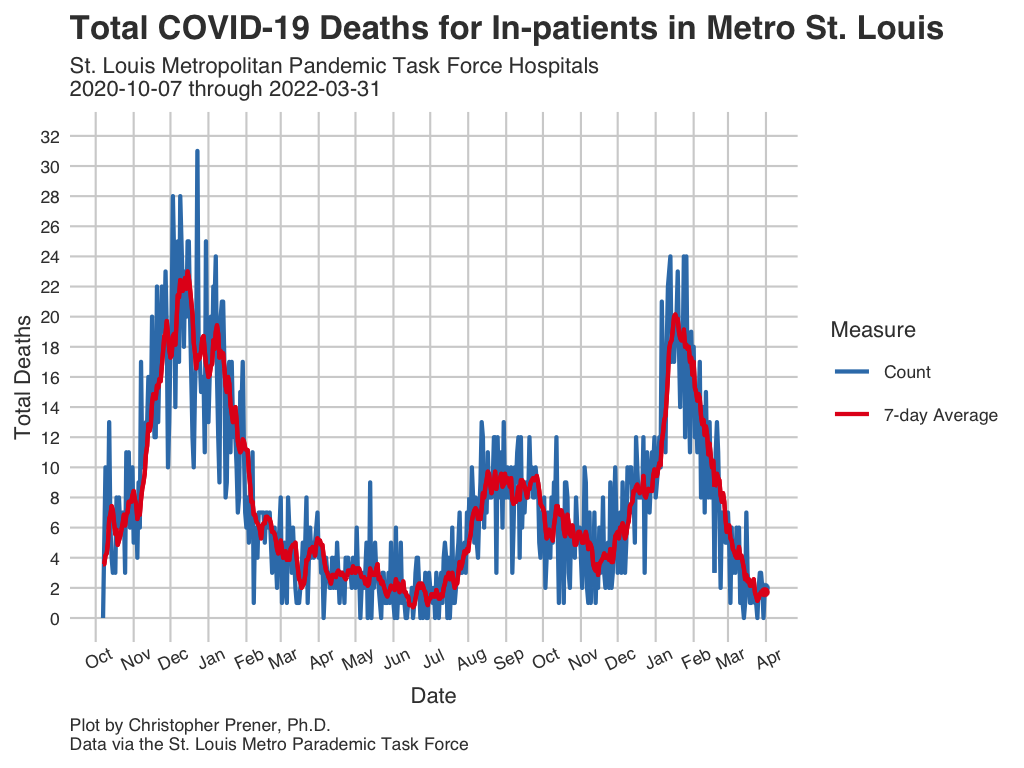 Total COVID-19 Deaths for In-patients in Metro St. Louis
St. Louis Metropolitan Pandemic Task Force Hospitals
2020-10-07 through 2022-03-31
32
30
28
26
24
22
20
18
16
14
12
10
8
6
4
2
0
Total Deaths
Oct Nov Dec Jan Feb Mar Apr May Jun Jul Aug Sep Oct Nov Dec Jan Feb Mar Apr
Date
Measure
Count
7-day Average
Plot by Christopher Prener, Ph.D.
Data via the St. Louis Metro Parademic Task Force